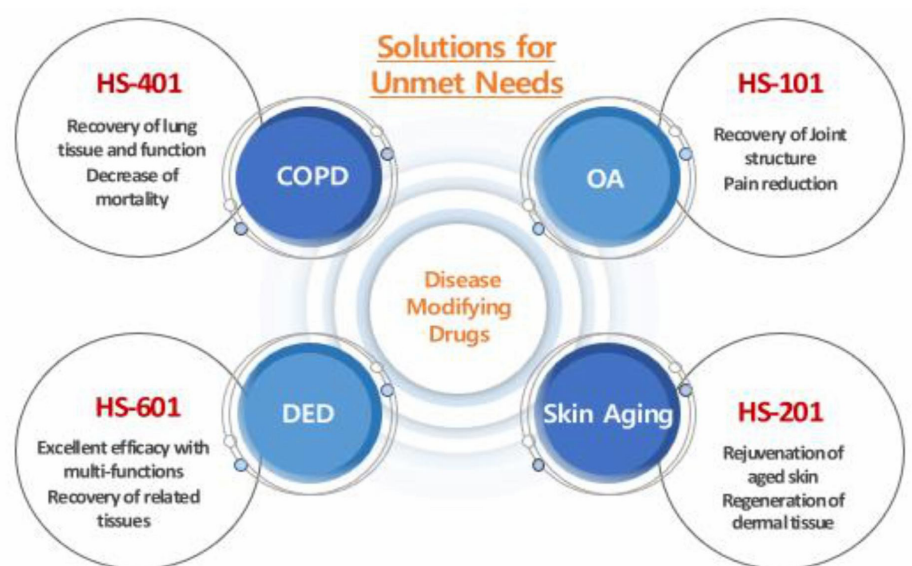 Solutions for
Unmet Needs
HS-401
Recovery of lung
tissue and function
Decrease of
mortality
COPD
HS-101
Recovery of Joint
structure
Pain reduction
OA
Disease
Modifying
Drugs
HS-601
Excellent efficacy with
multi-functions
Recovery of related
tissues
DED
Skin Aging
HS-201
Rejuvenation of
aged skin
Regeneration of
dermal tissue